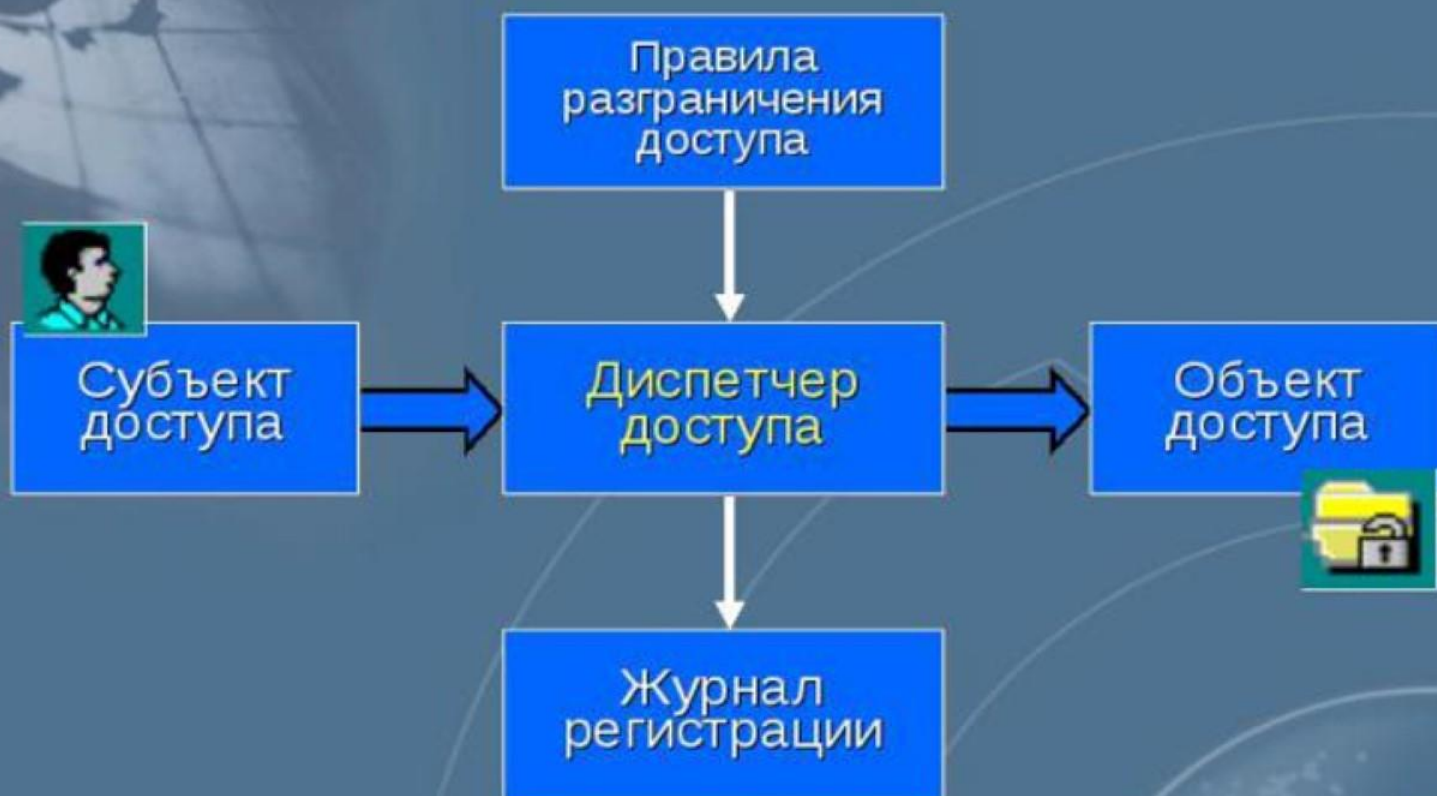 Правила
разграничения
доступа
Субъект
доступа
Диспетчер
доступа
Объект
доступа
Журнал
регистрации